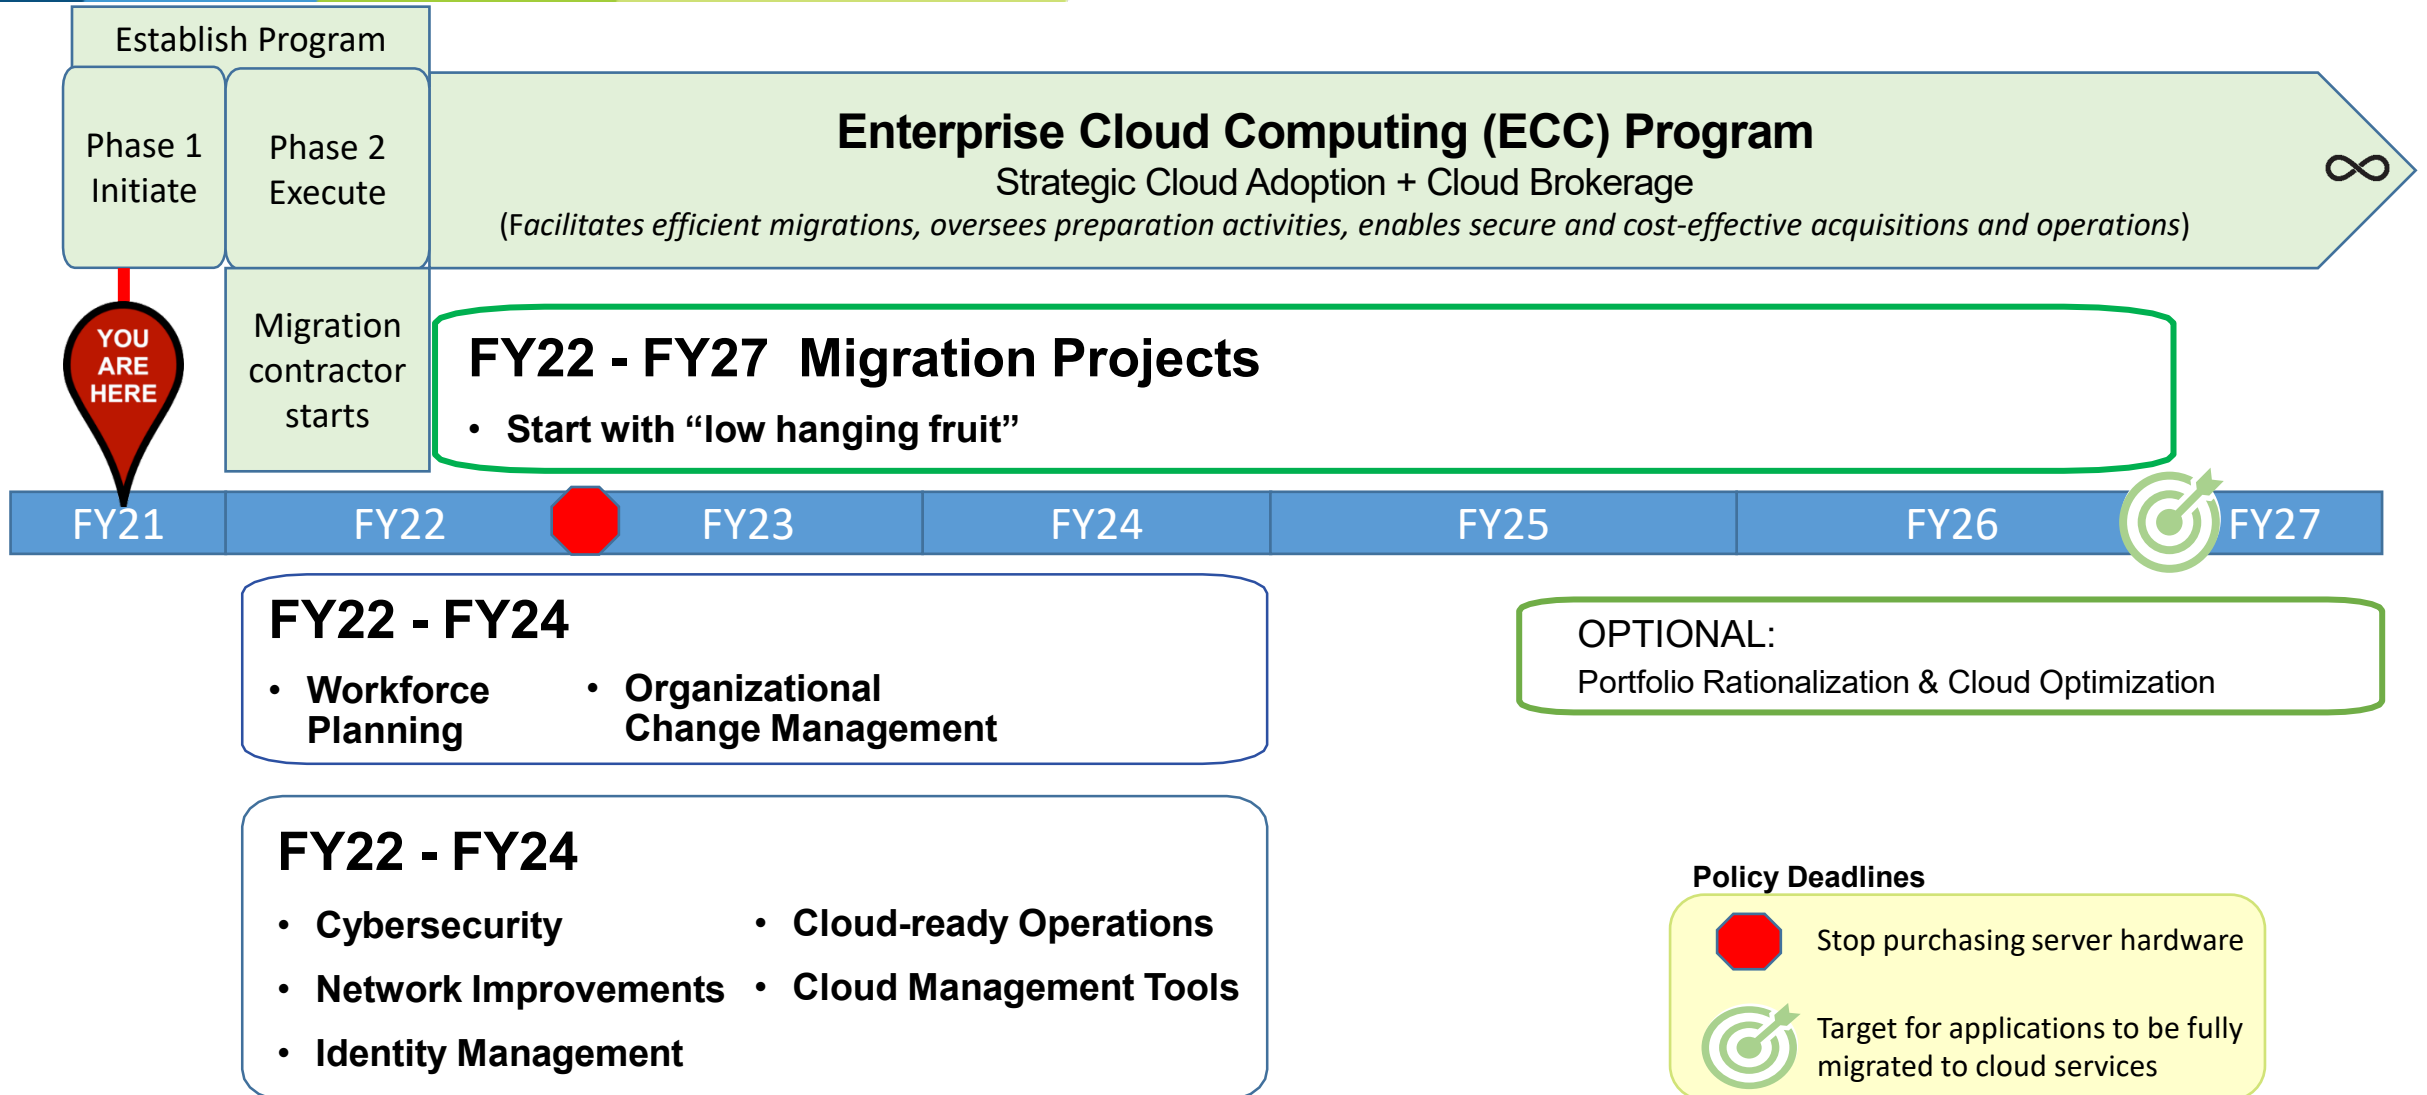 Establish Program
Phase 1
Initiate
Phase 2
Execute
Enterprise Cloud Computing (ECC) Program
Strategic Cloud Adoption + Cloud Brokerage
(Facilitates efficient migrations, oversees preparation activities, enables secure and cost-effective acquisitions and operations)
∞
YOU
ARE
HERE
Migration
contractor
starts
FY22 - FY27 Migration Projects
• Start with “low hanging fruit”
FY21
FY22
FY23
FY24
FY25
FY26
FY27
FY22 - FY24
• Workforce
Planning
• Organizational
Change Management
OPTIONAL:
Portfolio Rationalization & Cloud Optimization
FY22 - FY24
• Cybersecurity
• Network Improvements
• Identity Management
• Cloud-ready Operations
• Cloud Management Tools
Policy Deadlines
Stop purchasing server hardware
Target for applications to be fully
migrated to cloud services